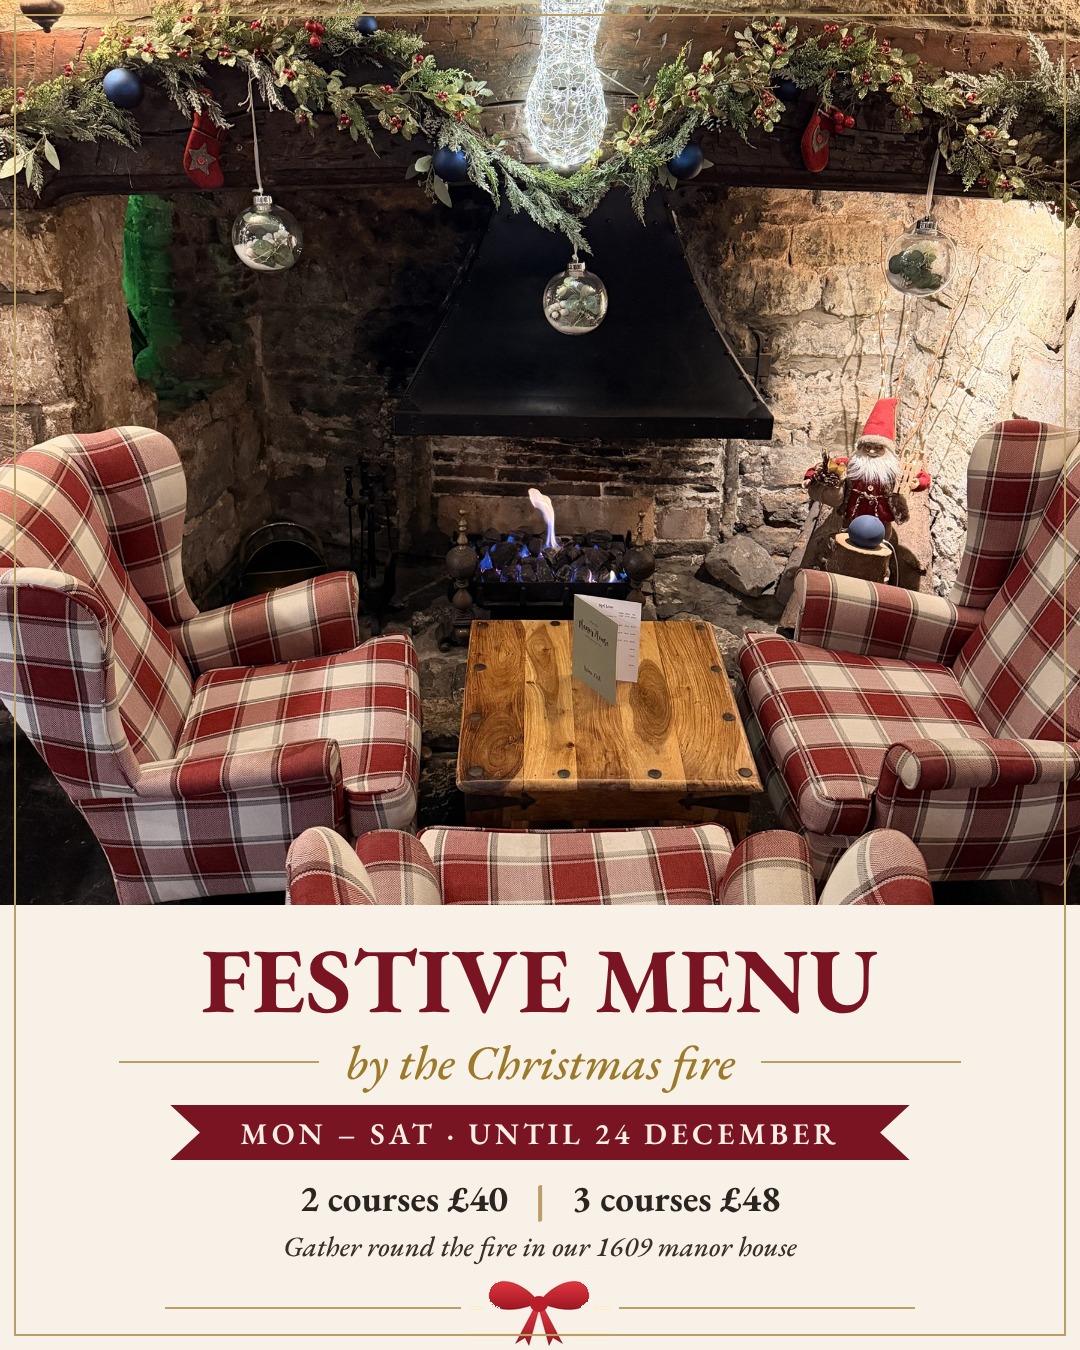 FESTIVE MENU
by the Christmas fire
MON – SAT · UNTIL 24 DECEMBER
2 courses £40 | 3 courses £48
Gather round the fire in our 1609 manor house